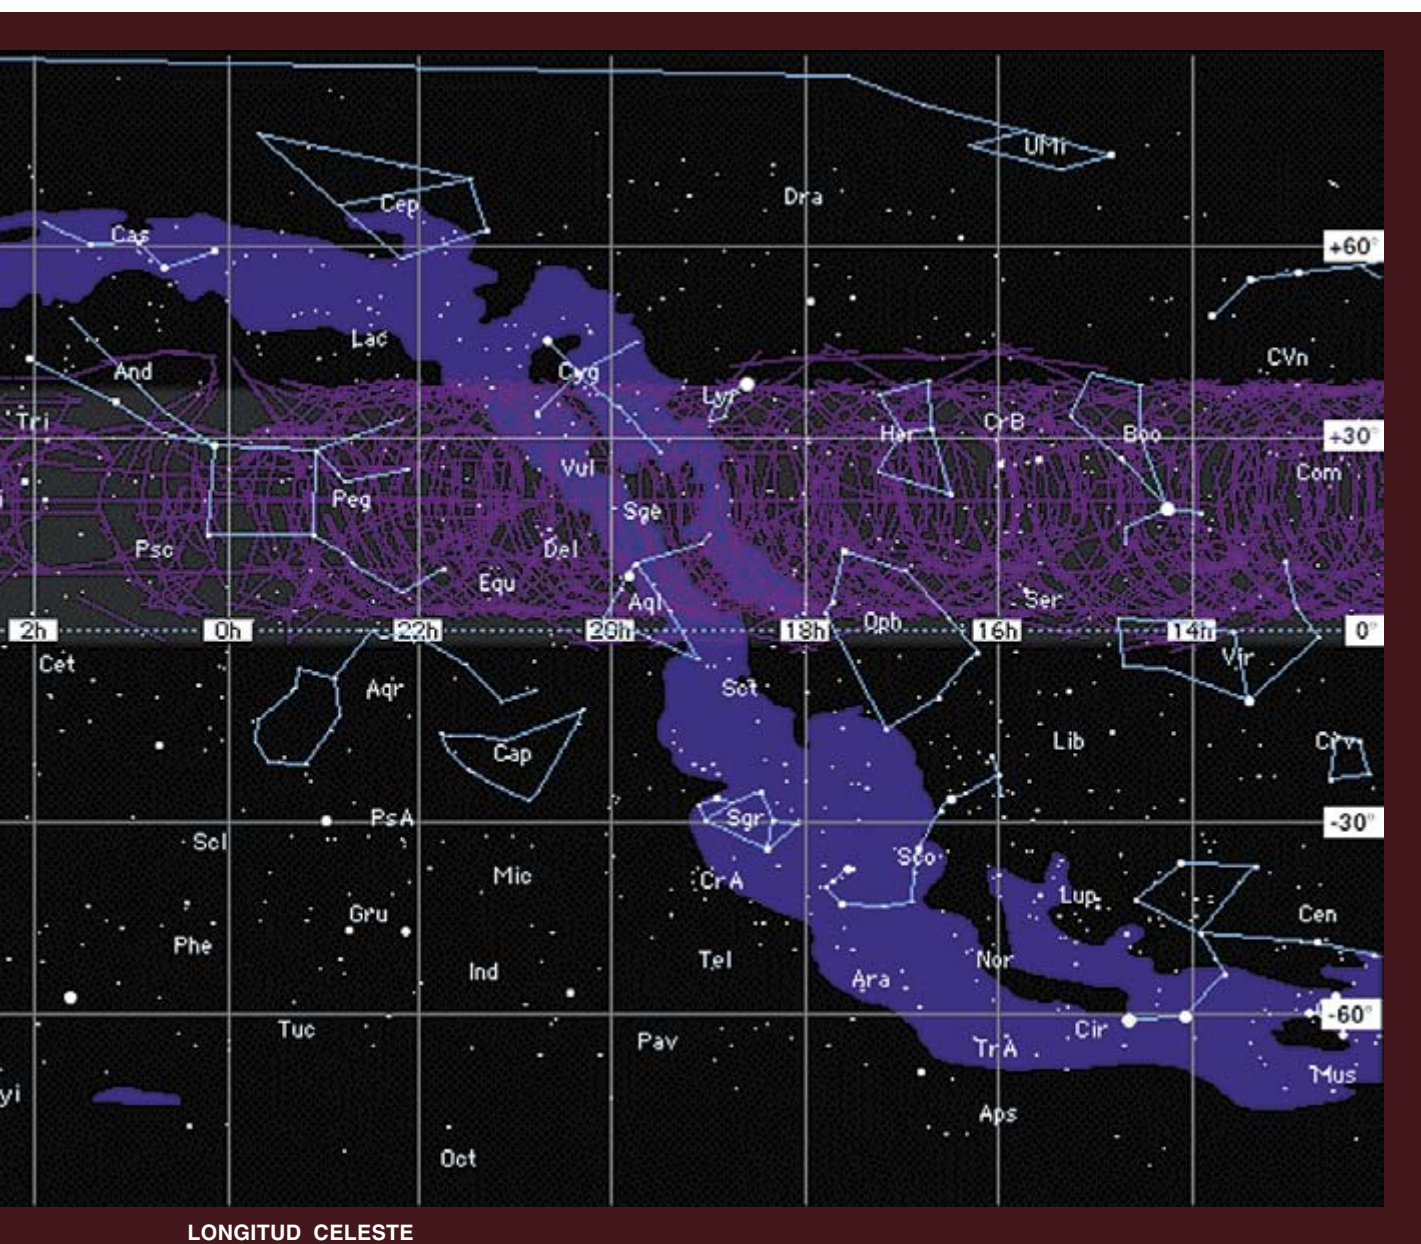 UMi
Dra
Cep
Cas
+60°
Lac
CVn
And
Cyg
Lyr
Tri
Her
CrB
Boo
+30°
Vul
Com
Peg
Sge
Psc
Del
Equ
Aql
Ser
Oph
2h
0h
22h
20h
18h
16h
14h
0°
Cet
Vir
Aqr
Sct
Lib
Crv
Cap
PsA
Sgr
-30°
Scl
Sco
Mic
CrA
Lup
Gru
Cen
Phe
Tel
Nor
Ind
Ara
-60°
Tuc
Cir
Pav
TrA
Mus
yi
Aps
Oct
LONGITUD CELESTE